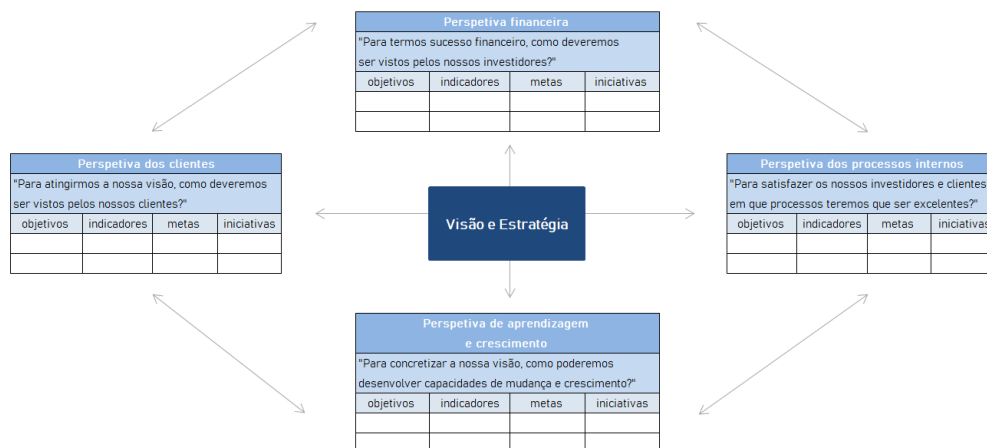 Perspetiva financeira
"Para termos sucesso financeiro, como deveremos
ser vistos pelos nossos investidores?"
objetivos indicadores metas iniciativas
Perspetiva dos clientes
"Para atingirmos a nossa visão, como deveremos
ser vistos pelos nossos clientes?"
objetivos indicadores metas iniciativas
Visão e Estratégia
Perspetiva dos processos internos
"Para satisfazer os nossos investidores e clientes
em que processos teremos que ser excelentes?"
objetivos indicadores metas iniciativas
Perspetiva de aprendizagem
e crescimento
"Para concretizar a nossa visão, como poderemos
desenvolver capacidades de mudança e crescimento?"
objetivos indicadores metas iniciativas